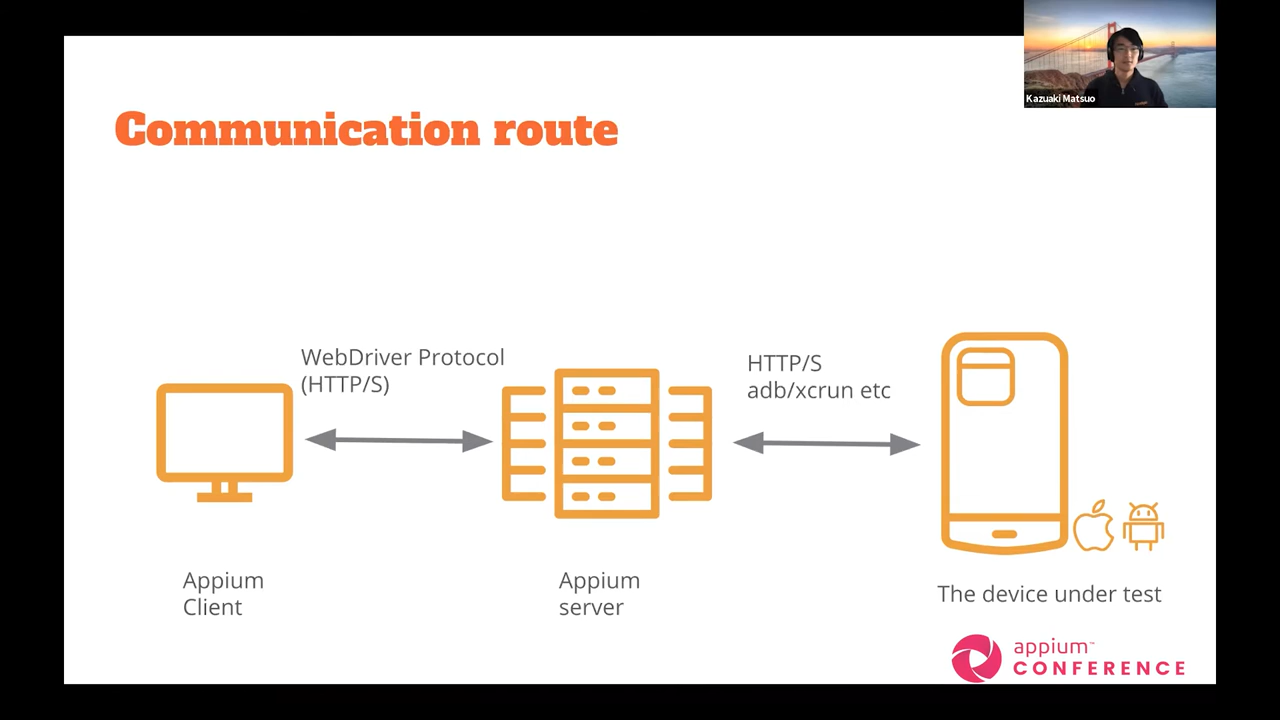 Kazuaki Matsuo
Communication route
WebDriver Protocol
(HTTP/S)
HTTP/S
adb/xcrun etc
Appium
Client
Appium
server
The device under test
appium™
CONFERENCE